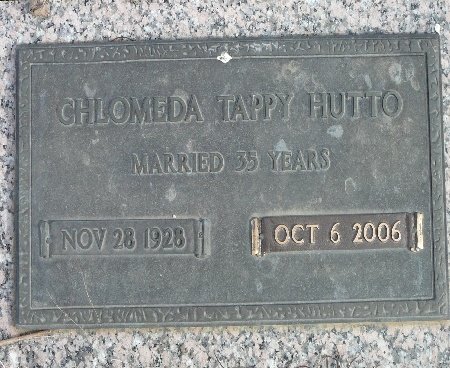 CHLOMEDA TAPPY HUTTO
MARRIED 35 YEARS
NOV 28 1928
OCT 6 2006